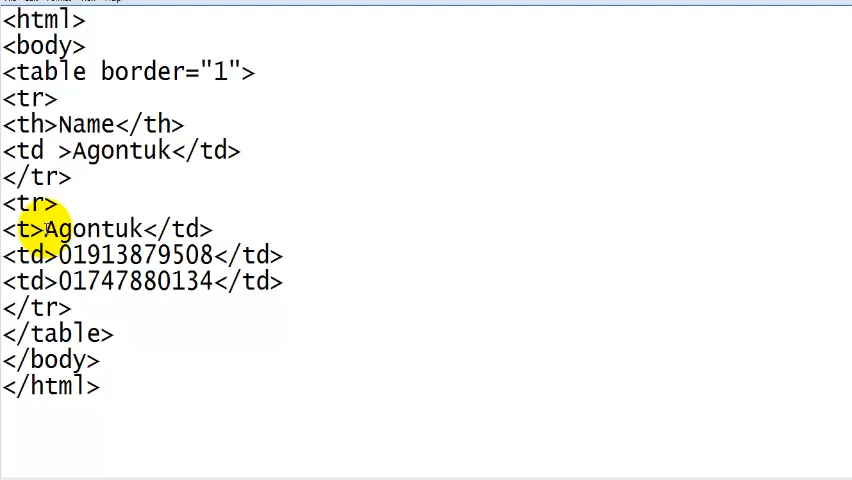 <html>
<body>
<table border="1">
<tr>
<th>Name</th>
<td >Agontuk</td>
</tr>
<tr>
<t>Agontuk</td>
<td>01913879508</td>
<td>01747880134</td>
</tr>
</table>
</body>
</html>